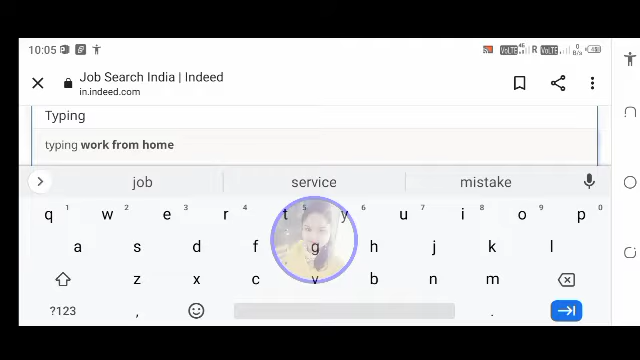 10:05
Job Search India | Indeed
in.indeed.com
Typing
typing work from home
job service mistake
q 1 w 2 e 3 r 4 t 5 y 6 u 7 i 8 o 9 p 0
a s d f g h j k l
z x c v b n m
?123 , .